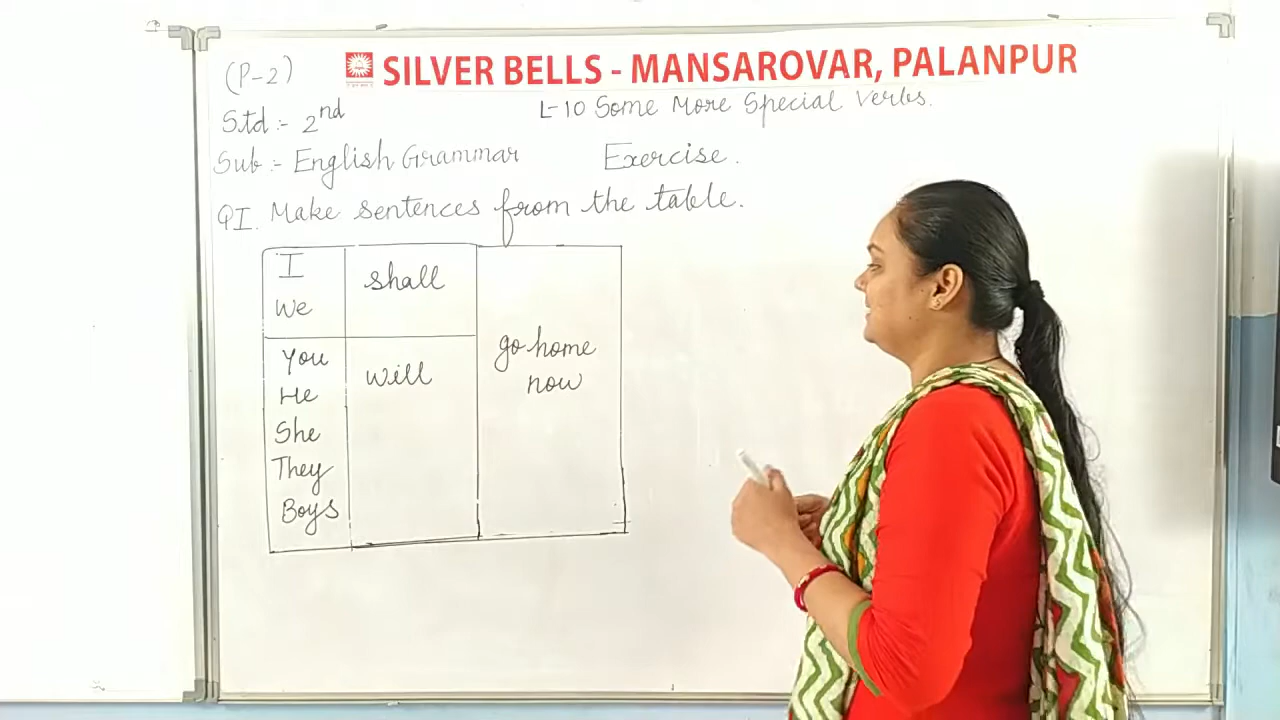 (P-2)
SILVER BELLS - MANSAROVAR, PALANPUR
L-10 Some More Special Verbs.
Std :- 2nd
Sub :- English Grammar
Exercise.
QI. Make sentences from the table.
I
We
shall
You
He
She
They
Boys
will
go home
now